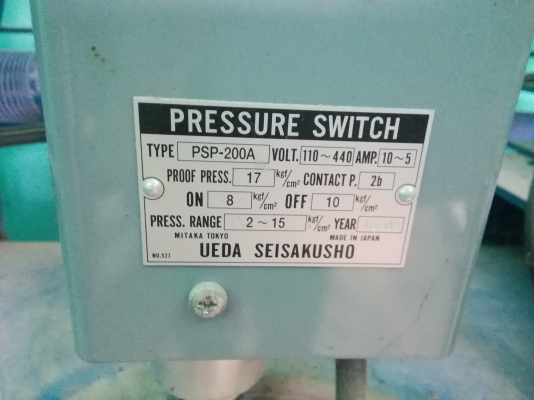 PRESSURE SWITCH
TYPE PSP-200A VOLT. 110~440 AMP. 10~5
PROOF PRESS. 17 kgf/cm² CONTACT P. 2b
ON 8 kgf/cm² OFF 10 kgf/cm²
PRESS. RANGE 2~15 kgf/cm² YEAR
MITAKA TOKYO MADE IN JAPAN
NO.527 UEDA SEISAKUSHO